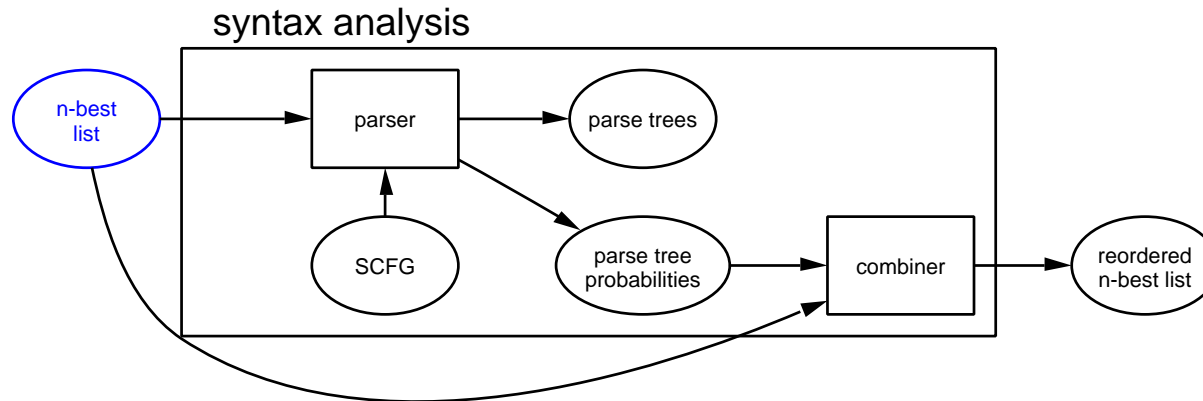 syntax analysis
n-best
list
parser
parse trees
SCFG
parse tree
probabilities
combiner
reordered
n-best list